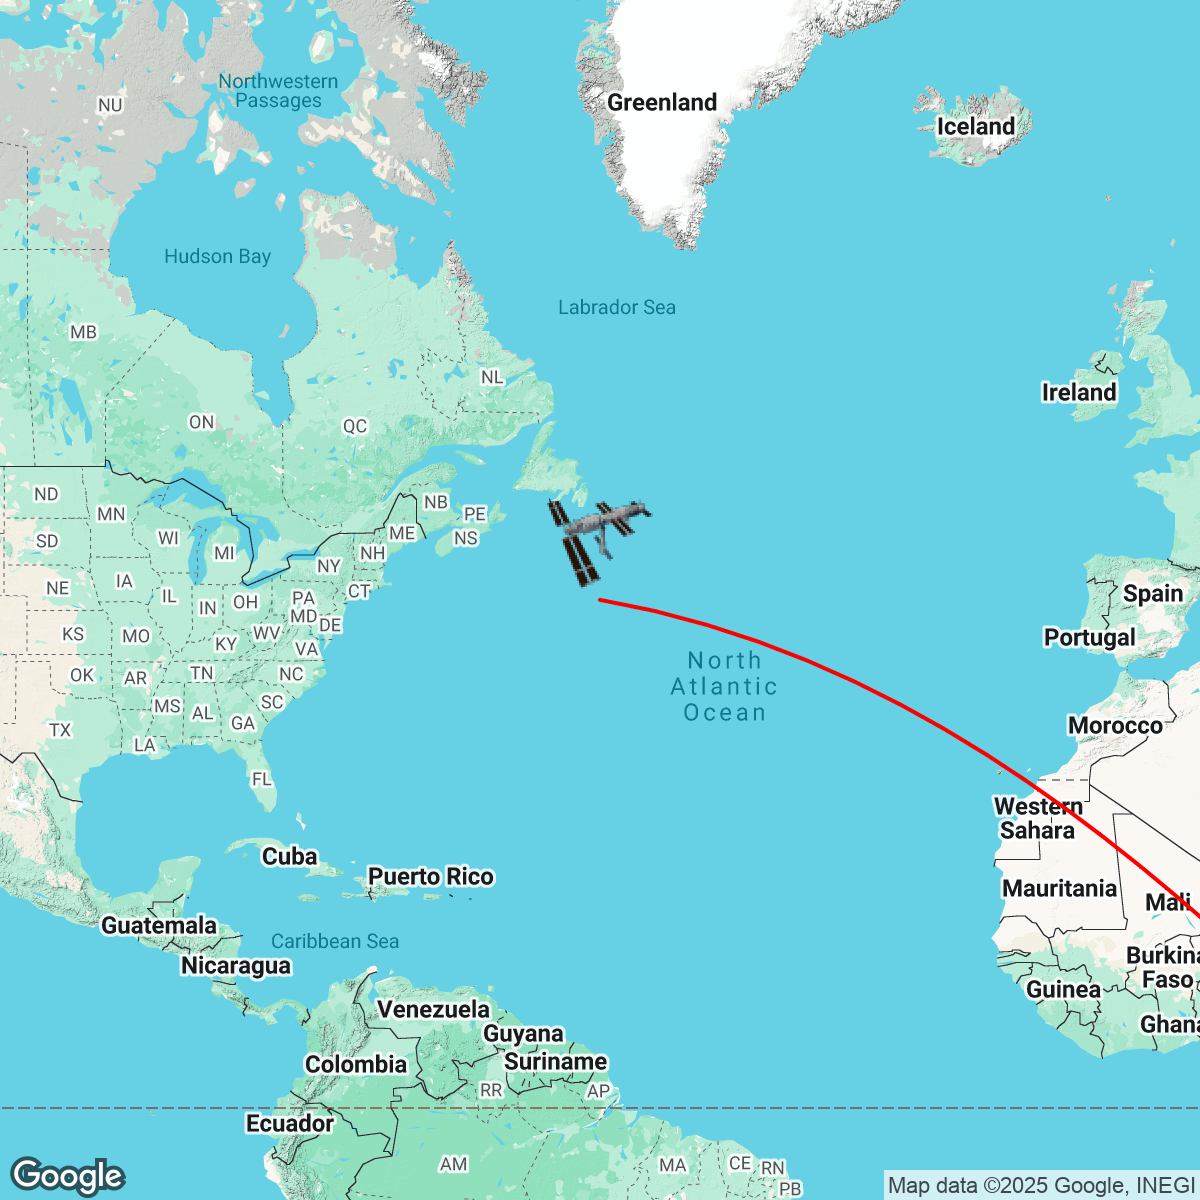 Northwestern
Passages
NU
Greenland
Iceland
Hudson Bay
Labrador Sea
MB
NL
Ireland
ON
QC
ND
MN
NB
PE
NS
ME
WI
SD
MI
NH
NY
NE
IA
IL
IN
OH
PA
CT
Spain
MD
DE
KS
MO
KY
WV
VA
Portugal
OK
AR
TN
NC
North
Atlantic
Ocean
MS
AL
SC
GA
TX
LA
Morocco
FL
Western
Sahara
Cuba
Puerto Rico
Mauritania
Mali
Guatemala
Caribbean Sea
Nicaragua
Burkina
Faso
Guinea
Venezuela
Ghana
Guyana
Suriname
Colombia
RR
AP
Ecuador
AM
MA
CE
RN
PB
Google
Map data ©2025 Google, INEGI